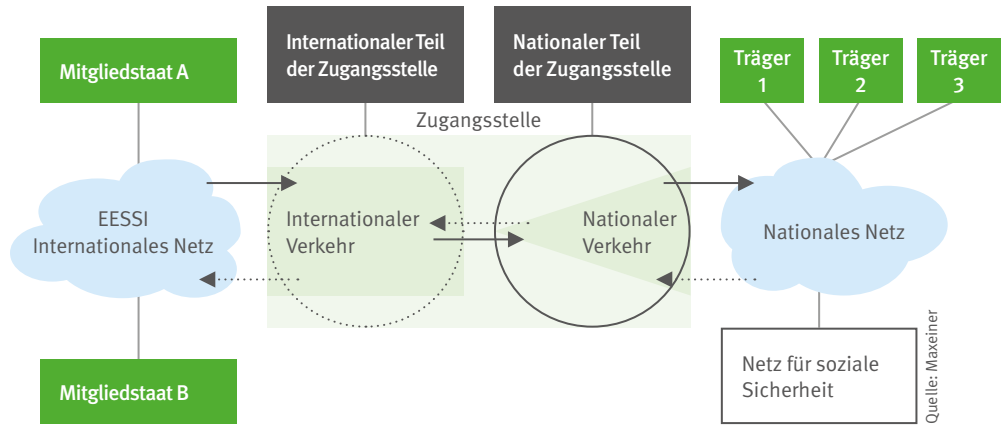 Mitgliedstaat A
Internationaler Teil
der Zugangsstelle
Nationaler Teil
der Zugangsstelle
Träger
1
Träger
2
Träger
3
Zugangsstelle
EESSI
Internationales Netz
Internationaler
Verkehr
Nationaler
Verkehr
Nationales Netz
Mitgliedstaat B
Netz für soziale
Sicherheit
Quelle: Maxeiner